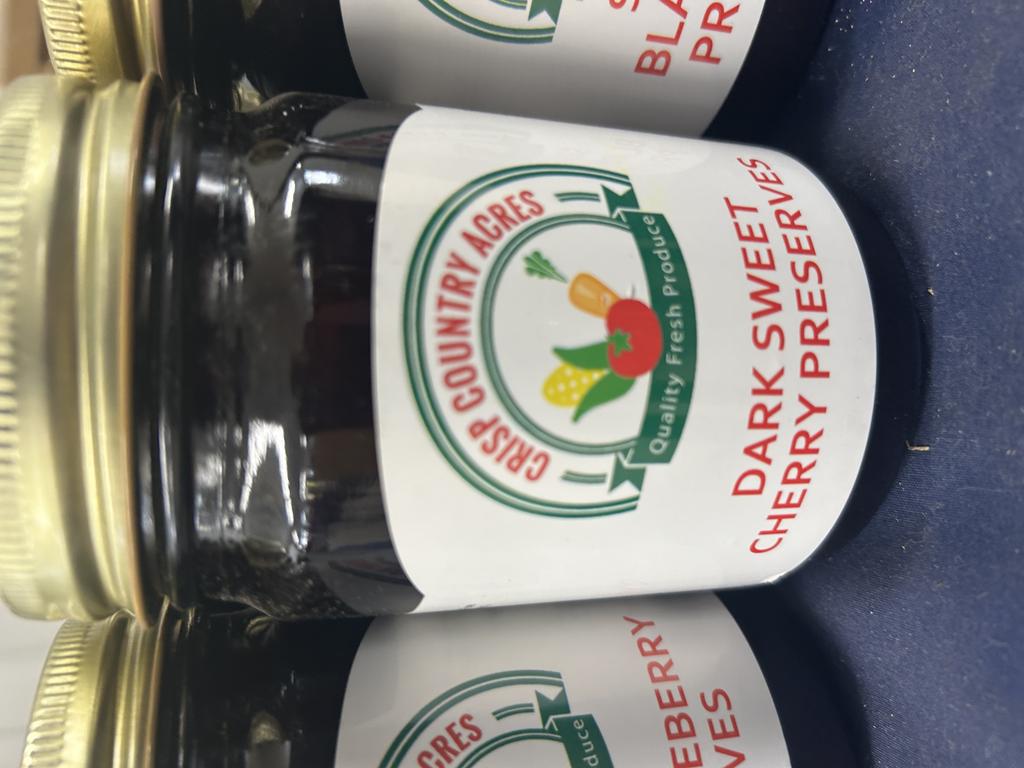 CRISP COUNTRY ACRES
Quality Fresh Produce
DARK SWEET
CHERRY PRESERVES
ACRES
duce
EBERRY
VES
BLA
PR